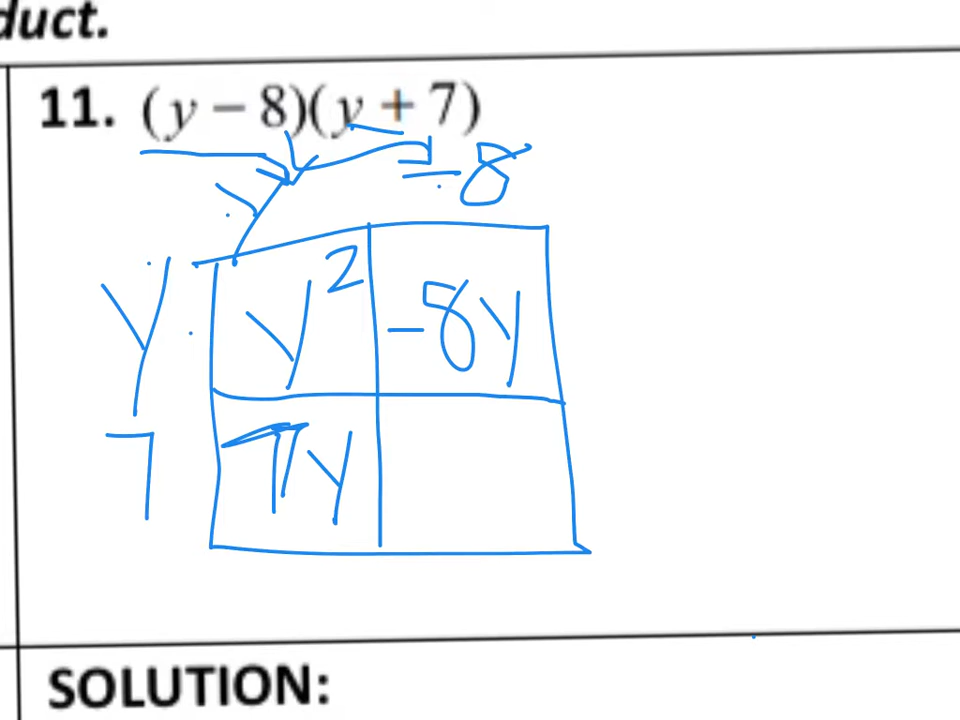 duct.
11. (y − 8)(y + 7)
y -8
y y² -8y
7 7y
SOLUTION: